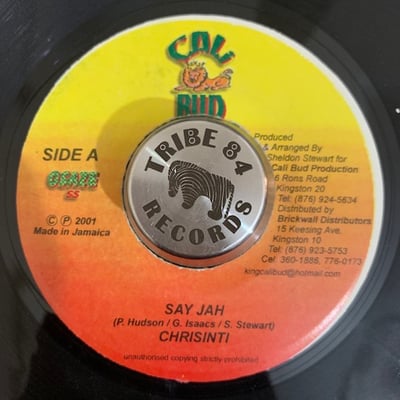 CALI
BUD
TRIBE 84
RECORDS
SIDE A
SS
© ℗ 2001
Made in Jamaica
Produced
& Arranged By
Sheldon Stewart for
Cali Bud Production
6 Rons Road
Kingston 20
Tel: (876) 924-5634
Distributed by
Brickwall Distributors
15 Keesing Ave.
Kingston 10
Tel: (876) 923-5753
Cel: 360-1886, 776-0173
kingcalibud@hotmail.com
SAY JAH
(P. Hudson / G. Isaacs / S. Stewart)
CHRISINTI
unauthorised copying strictly prohibited